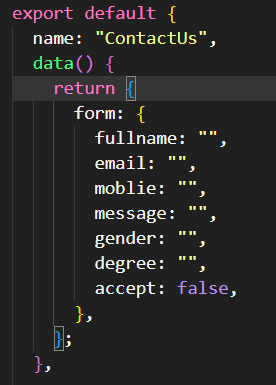 export default {
name: "ContactUs",
data() {
return {
form: {
fullname: "",
email: "",
moblie: "",
message: "",
gender: "",
degree: "",
accept: false,
},
};
},